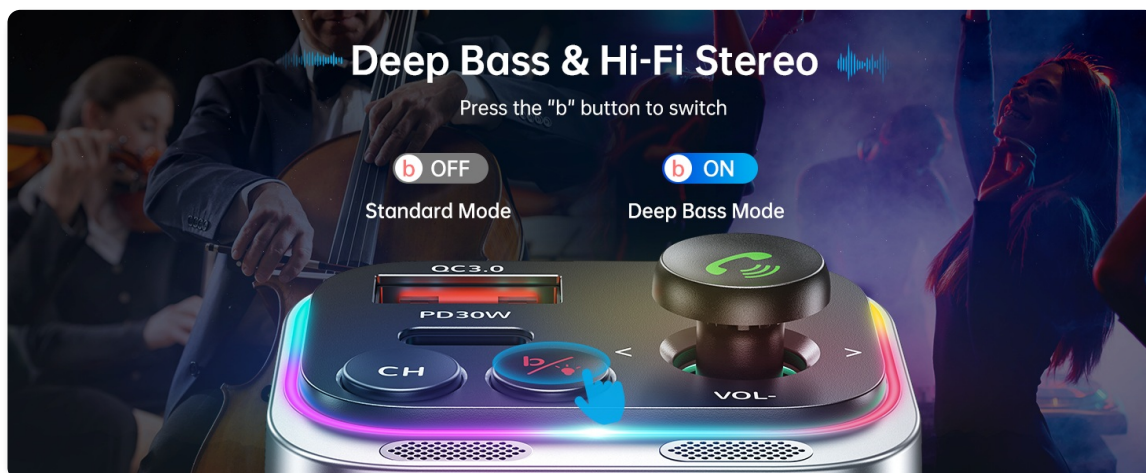 Deep Bass & Hi-Fi Stereo
Press the "b" button to switch
b OFF
b ON
Standard Mode
Deep Bass Mode
QC3.0
PD30W
CH
b/
<
>
VOL-